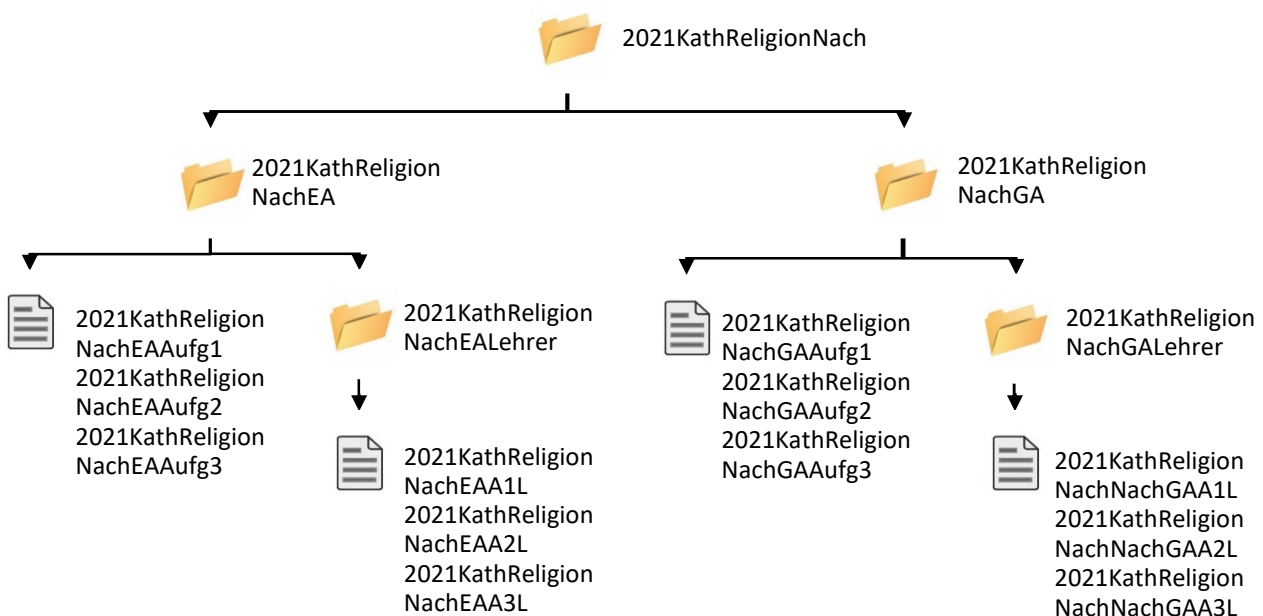 2021KathReligionNach
2021KathReligion
NachEA
2021KathReligion
NachGA
2021KathReligion
NachEAAufg1
2021KathReligion
NachEAAufg2
2021KathReligion
NachEAAufg3
2021KathReligion
NachEALehrer
2021KathReligion
NachEAA1L
2021KathReligion
NachEAA2L
2021KathReligion
NachEAA3L
2021KathReligion
NachGAAufg1
2021KathReligion
NachGAAufg2
2021KathReligion
NachGAAufg3
2021KathReligion
NachGALehrer
2021KathReligion
NachNachGAA1L
2021KathReligion
NachNachGAA2L
2021KathReligion
NachNachGAA3L